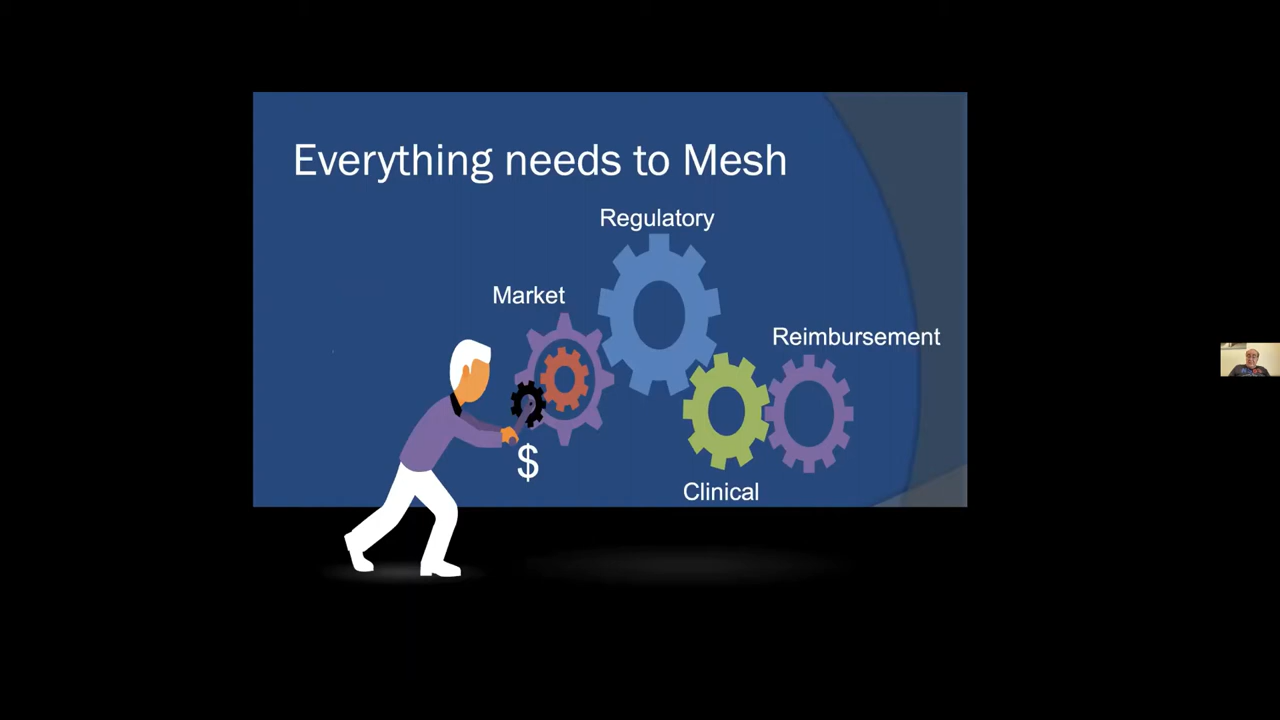 Everything needs to Mesh
Regulatory
Market
Reimbursement
$
Clinical